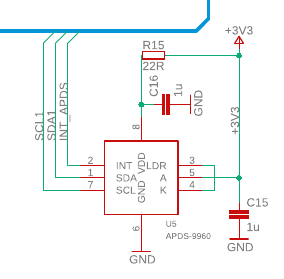 +3V3
R15
22R
C16
1u
GND
SCL1
SDA1
INT_APDS
+3V3
8
2
INT
VDD
LDR
3
1
SDA
A
5
7
SCL
GND
K
4
6
U5
APDS-9960
C15
1u
GND
GND